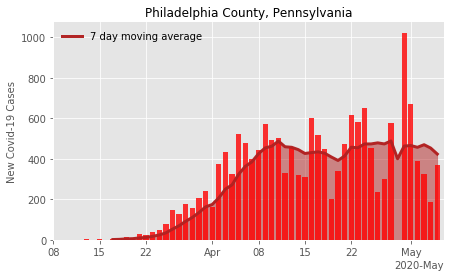 Philadelphia County, Pennsylvania
7 day moving average
New Covid-19 Cases
1000
800
600
400
200
0
08 15 22 Apr 08 15 22 May
2020-May